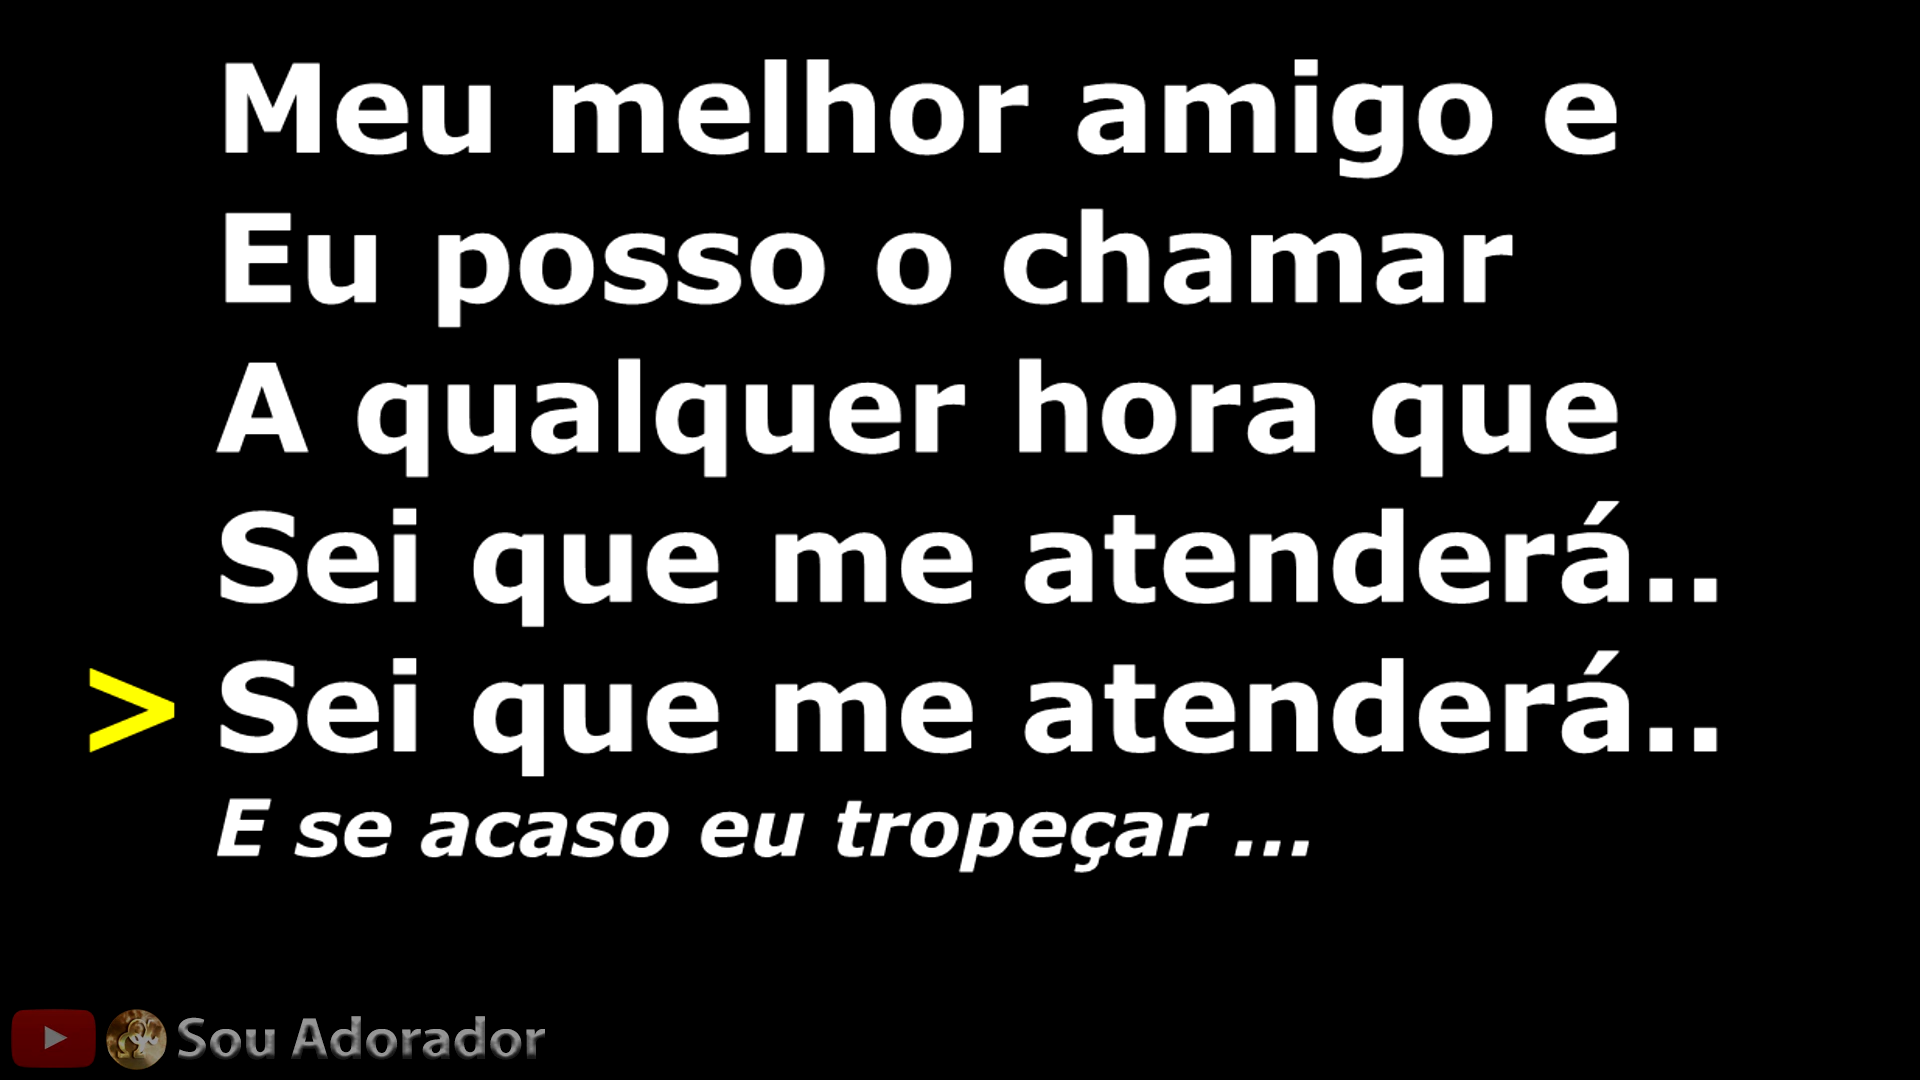 Meu melhor amigo e
Eu posso o chamar
A qualquer hora que
Sei que me atenderá..
> Sei que me atenderá..
E se acaso eu tropeçar ...
Sou Adorador